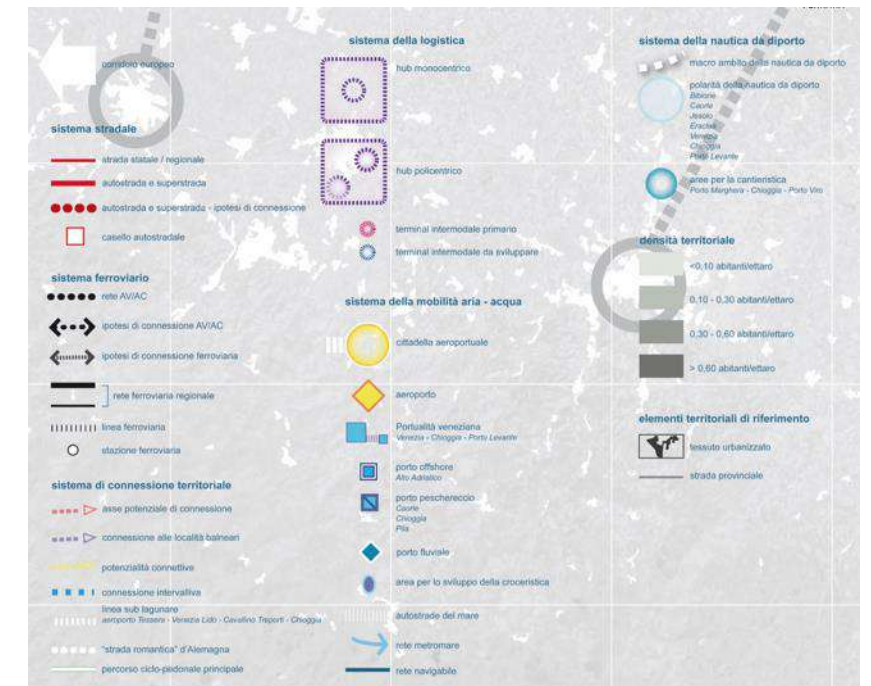 corridoio europeo
sistema stradale
strada statale / regionale
autostrada e superstrada
autostrada e superstrada - ipotesi di connessione
casello autostradale
sistema ferroviario
rete AV/AC
ipotesi di connessione AV/AC
ipotesi di connessione ferroviaria
rete ferroviaria regionale
linea ferroviaria
stazione ferroviaria
sistema di connessione territoriale
asse potenziale di connessione
connessione alle località balneari
potenzialità connettive
connessione intervalliva
linea sub lagunare
aeroporto Tessera - Venezia Lido - Cavallino Treporti - Chioggia
"strada romantica" d'Alemagna
percorso ciclo-pedonale principale
sistema della logistica
hub monocentrico
hub policentrico
terminal intermodale primario
terminal intermodale da sviluppare
sistema della mobilità aria - acqua
cittadella aeroportuale
aeroporto
Portualità veneziana
Venezia - Chioggia - Porto Levante
porto offshore
Alto Adriatico
porto peschereccio
Caorle
Chioggia
Pila
porto fluviale
area per lo sviluppo della croceristica
autostrade del mare
rete metromare
rete navigabile
sistema della nautica da diporto
macro ambito della nautica da diporto
polarità della nautica da diporto
Bibione
Caorle
Jesolo
Eraclea
Venezia
Chioggia
Porto Levante
aree per la cantieristica
Porto Marghera - Chioggia - Porto Viro
densità territoriale
<0,10 abitanti/ettaro
0,10 - 0,30 abitanti/ettaro
0,30 - 0,60 abitanti/ettaro
> 0,60 abitanti/ettaro
elementi territoriali di riferimento
tessuto urbanizzato
strada provinciale